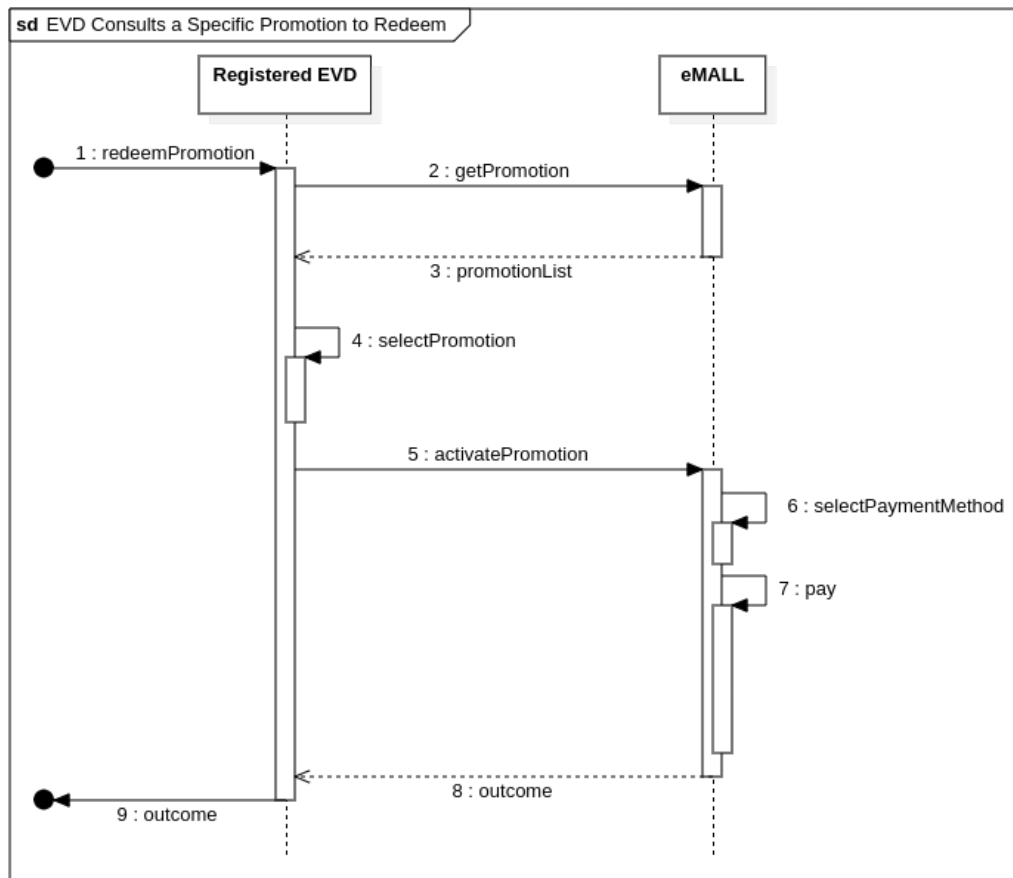 sd EVD Consults a Specific Promotion to Redeem
Registered EVD
eMALL
1 : redeemPromotion
2 : getPromotion
3 : promotionList
4 : selectPromotion
5 : activatePromotion
6 : selectPaymentMethod
7 : pay
8 : outcome
9 : outcome